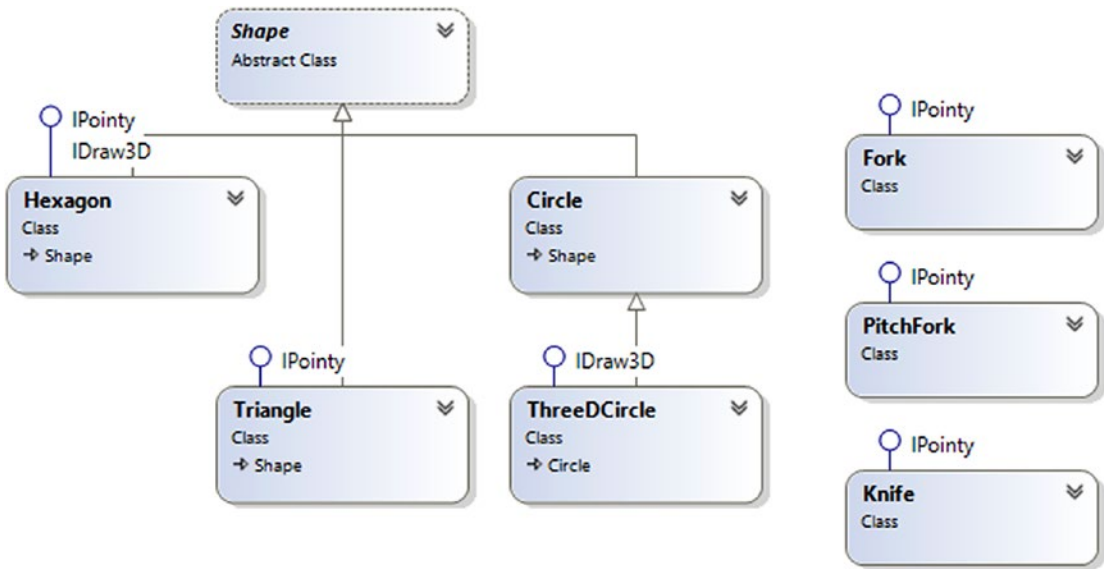 Shape
Abstract Class
IPointy
IDraw3D
Hexagon
Class
Shape
Circle
Class
Shape
IPointy
Triangle
Class
Shape
IDraw3D
ThreeDCircle
Class
Circle
IPointy
Fork
Class
IPointy
PitchFork
Class
IPointy
Knife
Class